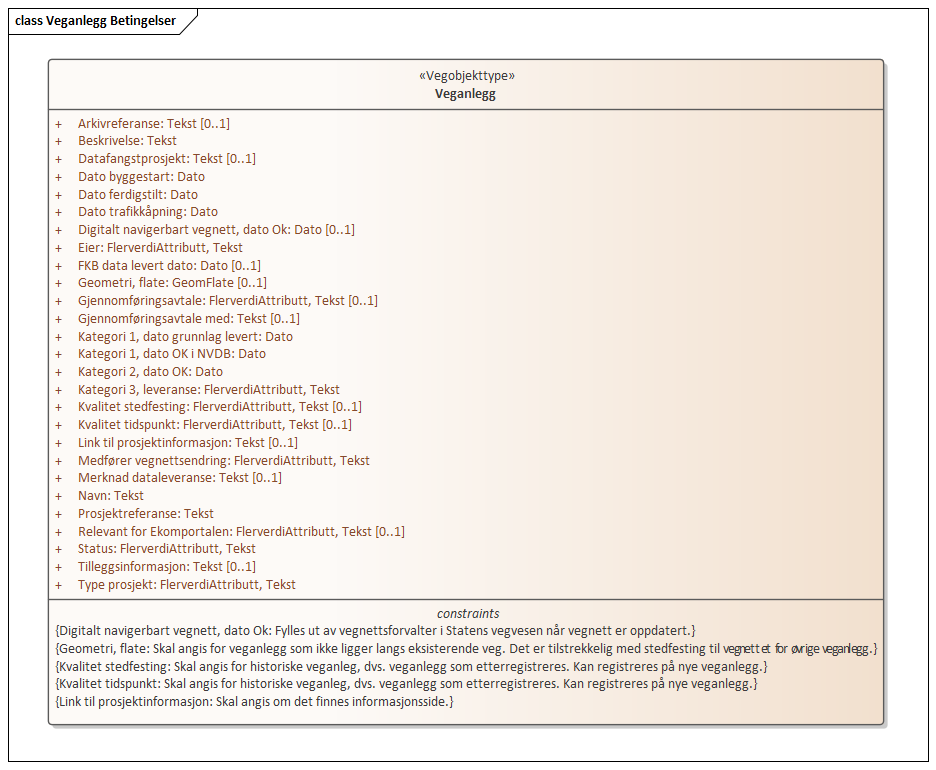 class Veganlegg Betingelser
«Vegobjekttype»
Veganlegg
+ Arkivreferanse: Tekst [0..1]
+ Beskrivelse: Tekst
+ Datafangstprosjekt: Tekst [0..1]
+ Dato byggestart: Dato
+ Dato ferdigstilt: Dato
+ Dato trafikkåpning: Dato
+ Digitalt navigerbart vegnett, dato Ok: Dato [0..1]
+ Eier: FlerverdiAttributt, Tekst
+ FKB data levert dato: Dato [0..1]
+ Geometri, flate: GeomFlate [0..1]
+ Gjennomføringsavtale: FlerverdiAttributt, Tekst [0..1]
+ Gjennomføringsavtale med: Tekst [0..1]
+ Kategori 1, dato grunnlag levert: Dato
+ Kategori 1, dato OK i NVDB: Dato
+ Kategori 2, dato OK: Dato
+ Kategori 3, leveranse: FlerverdiAttributt, Tekst
+ Kvalitet stedfesting: FlerverdiAttributt, Tekst [0..1]
+ Kvalitet tidspunkt: FlerverdiAttributt, Tekst [0..1]
+ Link til prosjektinformasjon: Tekst [0..1]
+ Medfører vegnettsendring: FlerverdiAttributt, Tekst
+ Merknad dataleveranse: Tekst [0..1]
+ Navn: Tekst
+ Prosjektreferanse: Tekst
+ Relevant for Ekomportalen: FlerverdiAttributt, Tekst [0..1]
+ Status: FlerverdiAttributt, Tekst
+ Tilleggsinformasjon: Tekst [0..1]
+ Type prosjekt: FlerverdiAttributt, Tekst
constraints
{Digitalt navigerbart vegnett, dato Ok: Fylles ut av vegnettsforvalter i Statens vegvesen når vegnett er oppdatert.}
{Geometri, flate: Skal angis for veganlegg som ikke ligger langs eksisterende veg. Det er tilstrekkelig med stedfesting til vegnettet for øvrige veganlegg.}
{Kvalitet stedfesting: Skal angis for historiske veganleg, dvs. veganlegg som etterregistreres. Kan registreres på nye veganlegg.}
{Kvalitet tidspunkt: Skal angis for historiske veganleg, dvs. veganlegg som etterregistreres. Kan registreres på nye veganlegg.}
{Link til prosjektinformasjon: Skal angis om det finnes informasjonsside.}